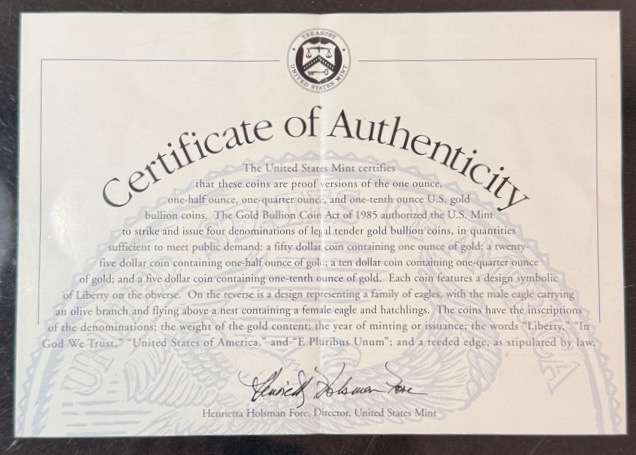 TREASURY
UNITED STATES MINT
Certificate of Authenticity
The United States Mint certifies
that these coins are proof versions of the one ounce,
one-half ounce, one-quarter ounce, and one-tenth ounce U.S. gold
bullion coins. The Gold Bullion Coin Act of 1985 authorized the U.S. Mint
to strike and issue four denominations of legal tender gold bullion coins, in quantities
sufficient to meet public demand: a fifty dollar coin containing one ounce of gold; a twenty-
five dollar coin containing one-half ounce of gold; a ten dollar coin containing one-quarter ounce
of gold; and a five dollar coin containing one-tenth ounce of gold. Each coin features a design symbolic
of Liberty on the obverse. On the reverse is a design representing a family of eagles, with the male eagle carrying
an olive branch and flying above a nest containing a female eagle and hatchlings. The coins have the inscriptions
of the denominations; the weight of the gold content; the year of minting or issuance; the words "Liberty," "In
God We Trust," "United States of America," and "E Pluribus Unum"; and a reeded edge, as stipulated by law.
Henrietta Holsman Fore
Henrietta Holsman Fore, Director, United States Mint